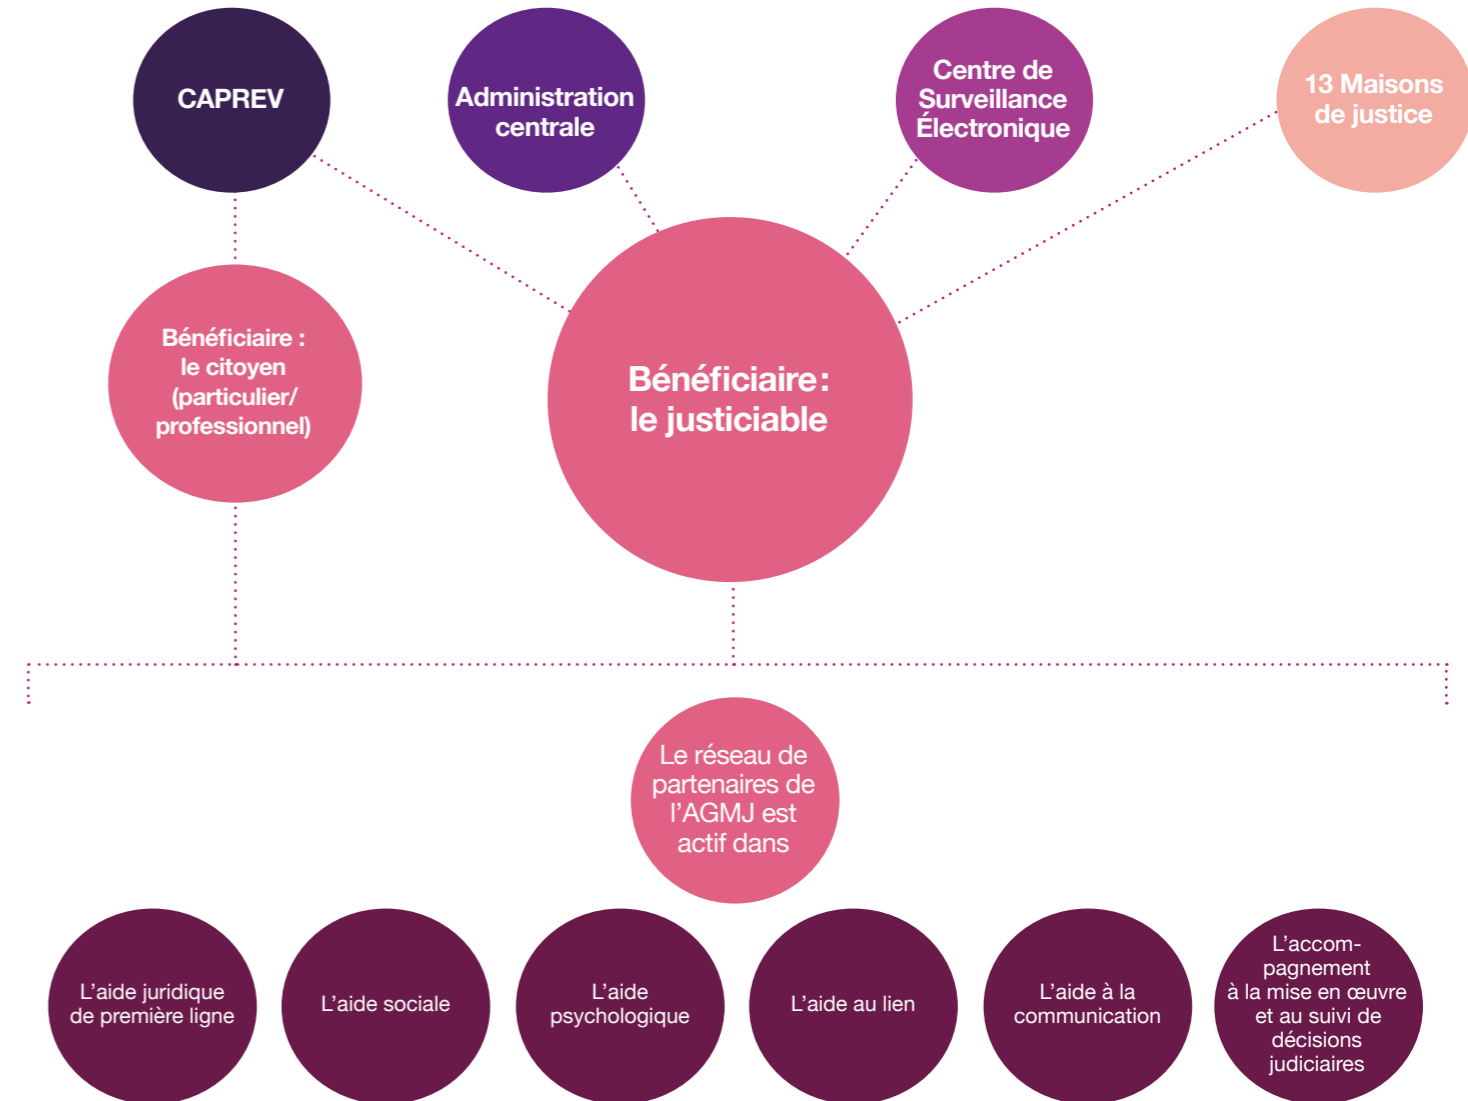 CAPREV
Administration
centrale
Centre de
Surveillance
Électronique
13 Maisons
de justice
Bénéficiaire :
le citoyen
(particulier/
professionnel)
Bénéficiaire :
le justiciable
Le réseau de
partenaires de
l’AGMJ est
actif dans
L’aide juridique
de première ligne
L’aide sociale
L’aide
psychologique
L’aide au lien
L’aide à la
communication
L’accom-
pagnement
à la mise en œuvre
et au suivi de
décisions
judiciaires